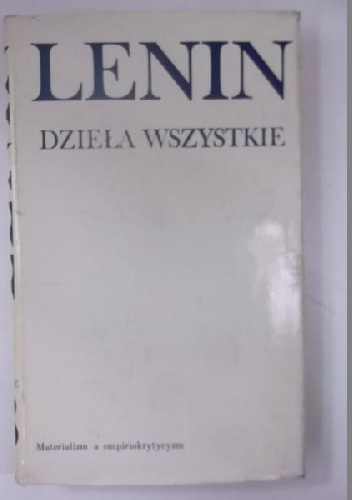 LENIN
DZIEŁA WSZYSTKIE
Materializm a empiriokrytycyzm